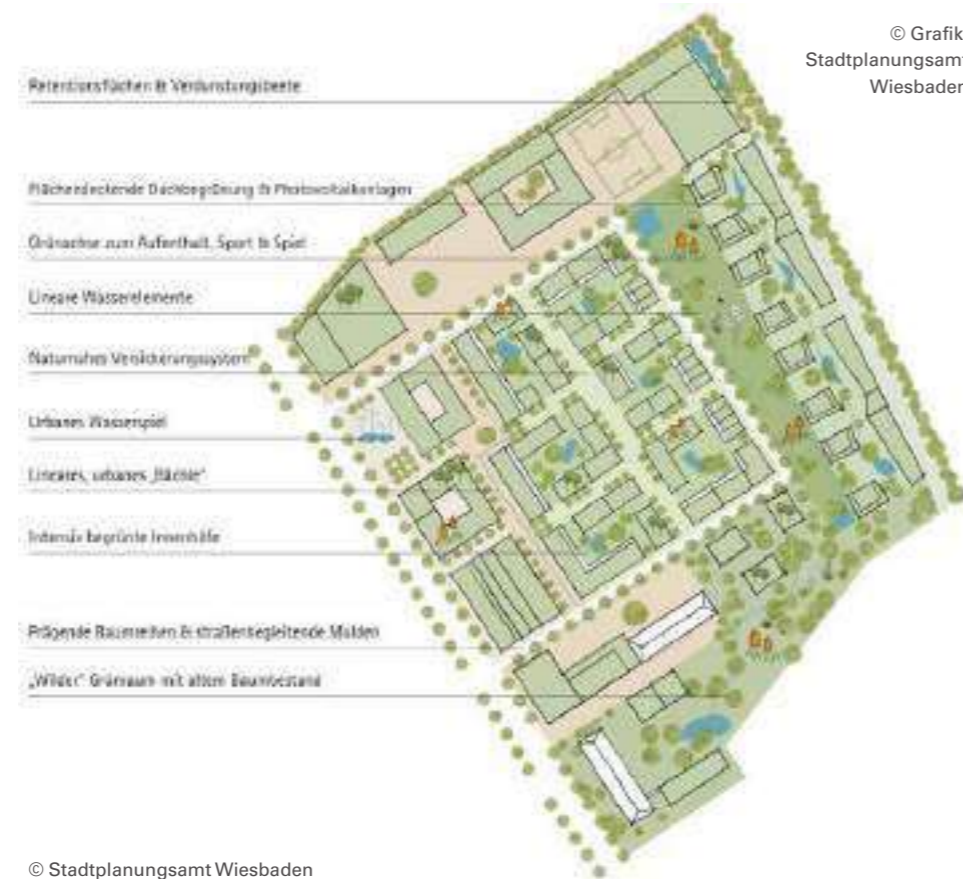 © Grafik
Stadtplanungsamt
Wiesbaden
Retentionsflächen & Verdunstungsbeete
Flächendeckende Dachbegrünung & Photovoltaikanlagen
Grünachse zum Aufenthalt, Sport & Spiel
Lineare Wasserelemente
Naturnahes Versickerungssystem
Urbanes Wasserspiel
Lineares, urbanes „Bächle“
Intensiv begrünte Innenhöfe
Prägende Baumreihen & straßenbegleitende Mulden
„Wilder“ Grünraum mit altem Baumbestand
© Stadtplanungsamt Wiesbaden